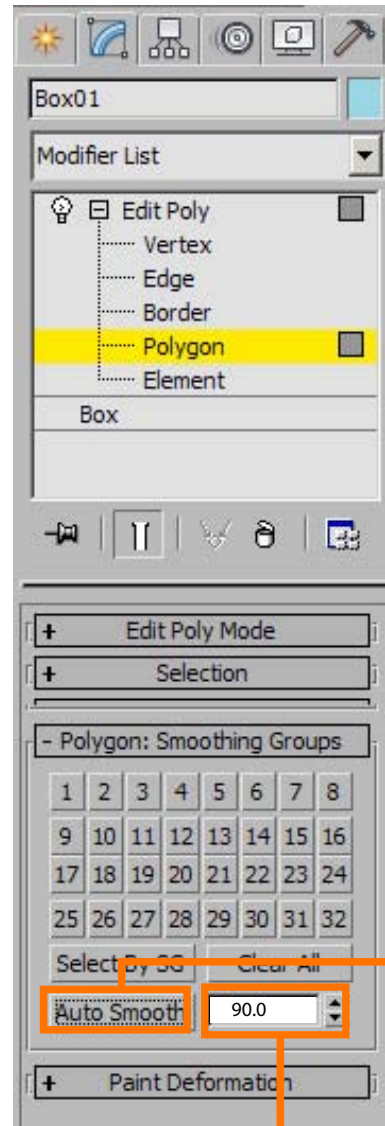 Box01
Modifier List
Edit Poly
Vertex
Edge
Border
Polygon
Element
Box
+ Edit Poly Mode
+ Selection
- Polygon: Smoothing Groups
1 2 3 4 5 6 7 8
9 10 11 12 13 14 15 16
17 18 19 20 21 22 23 24
25 26 27 28 29 30 31 32
Select By SG Clear All
Auto Smooth 90.0
+ Paint Deformation